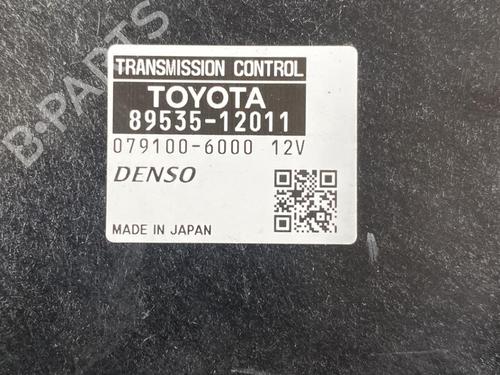 B-PARTS
TRANSMISSION CONTROL
TOYOTA
89535-12011
079100-6000 12V
DENSO
MADE IN JAPAN